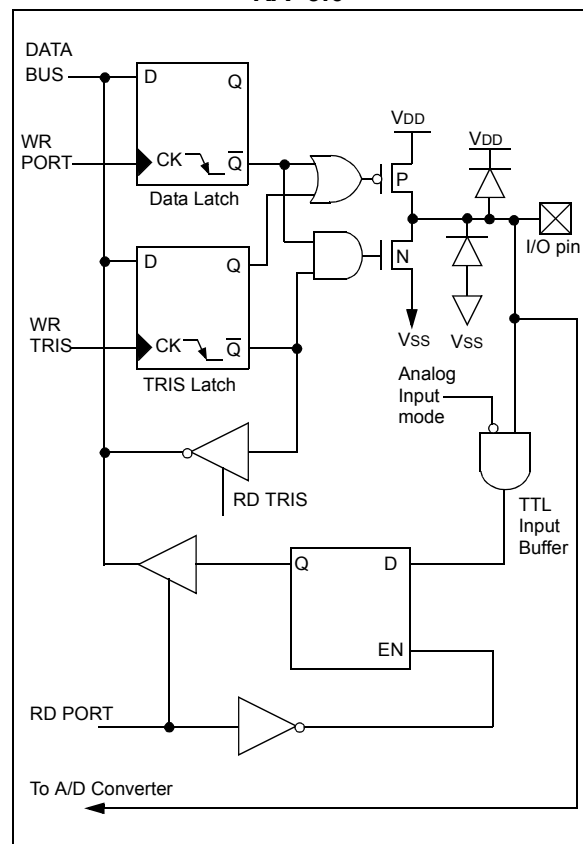 DATA
BUS
D
Q
WR
PORT
CK
Q
Data Latch
VDD
VDD
P
I/O pin
D
Q
N
WR
TRIS
CK
Q
VSS
VSS
TRIS Latch
Analog
Input
mode
RD TRIS
TTL
Input
Buffer
Q
D
EN
RD PORT
To A/D Converter